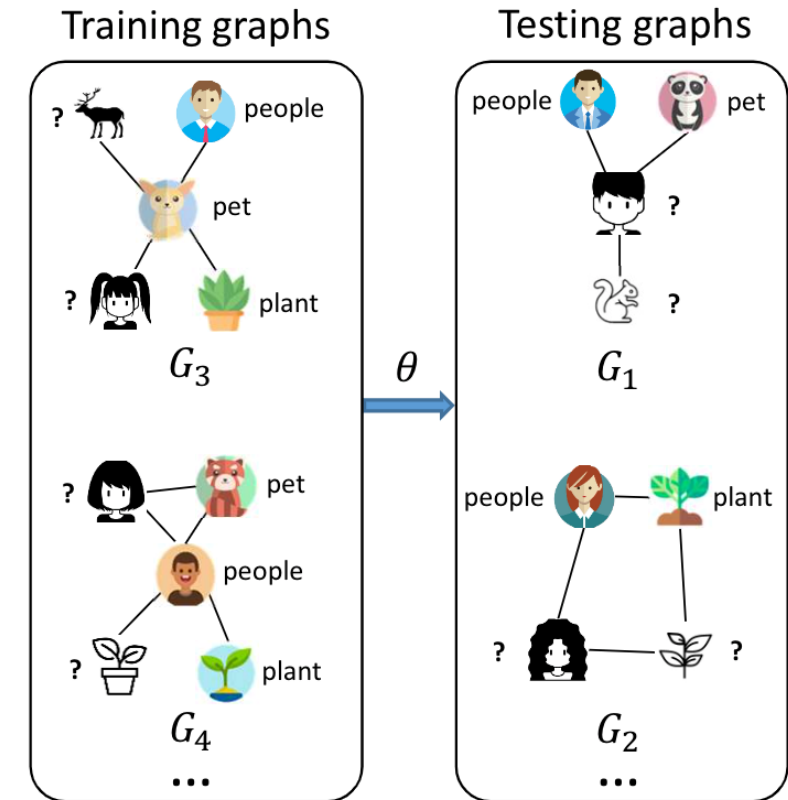 Training graphs
? people
pet
? plant
G₃
? pet
people
? plant
G₄
...
θ
Testing graphs
people pet
?
?
G₁
people plant
? ?
G₂
...